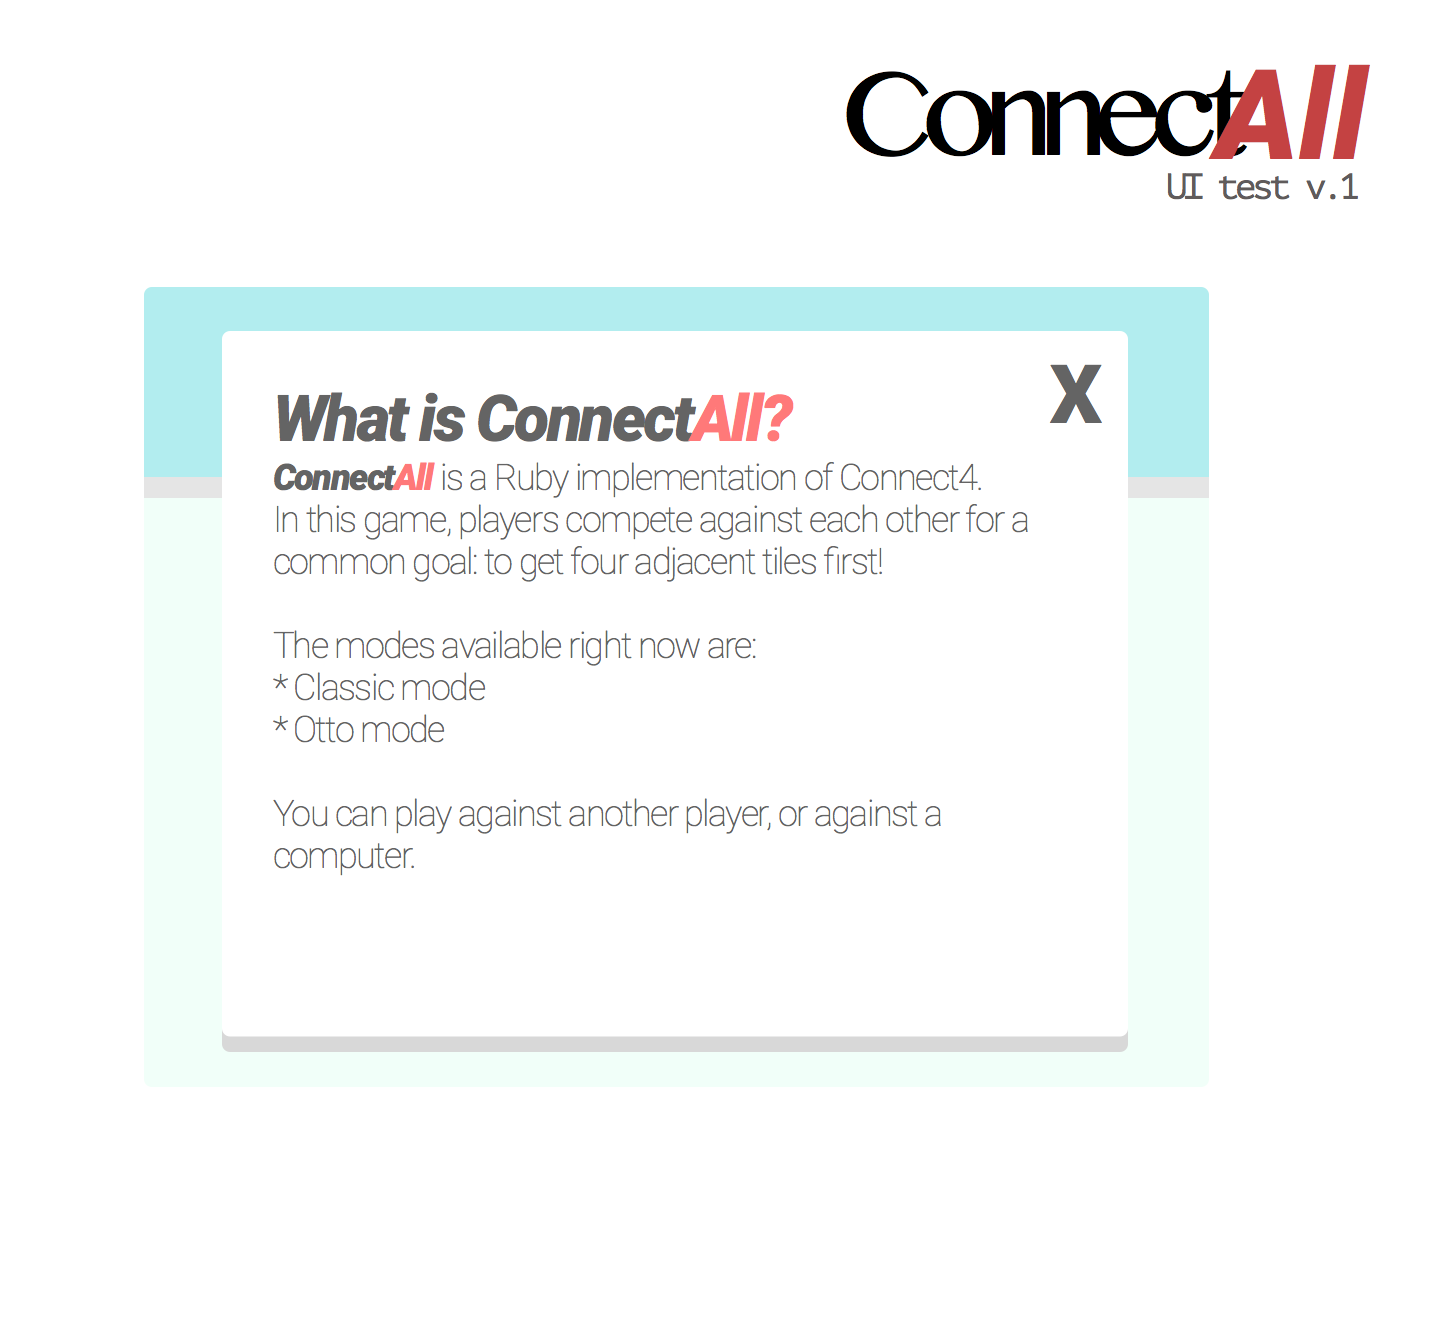 ConnectAll
UI test v.1
X
What is ConnectAll?
ConnectAll is a Ruby implementation of Connect4.
In this game, players compete against each other for a
common goal: to get four adjacent tiles first!
The modes available right now are:
* Classic mode
* Otto mode
You can play against another player, or against a
computer.